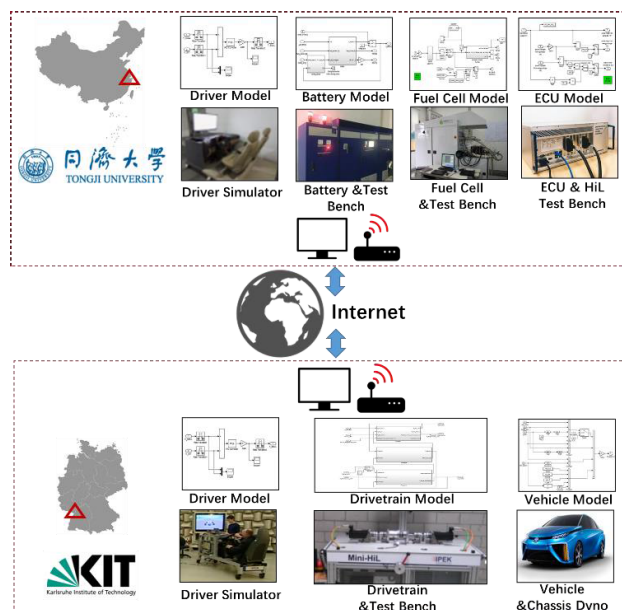 Driver Model
Battery Model
Fuel Cell Model
ECU Model
同濟大學
TONGJI UNIVERSITY
Driver Simulator
Battery &Test
Bench
Fuel Cell
&Test Bench
ECU & HiL
Test Bench
Internet
Driver Model
Drivetrain Model
Vehicle Model
KIT
Karlsruhe Institute of Technology
Mini-HiL
IPEK
Driver Simulator
Drivetrain
&Test Bench
Vehicle
&Chassis Dyno